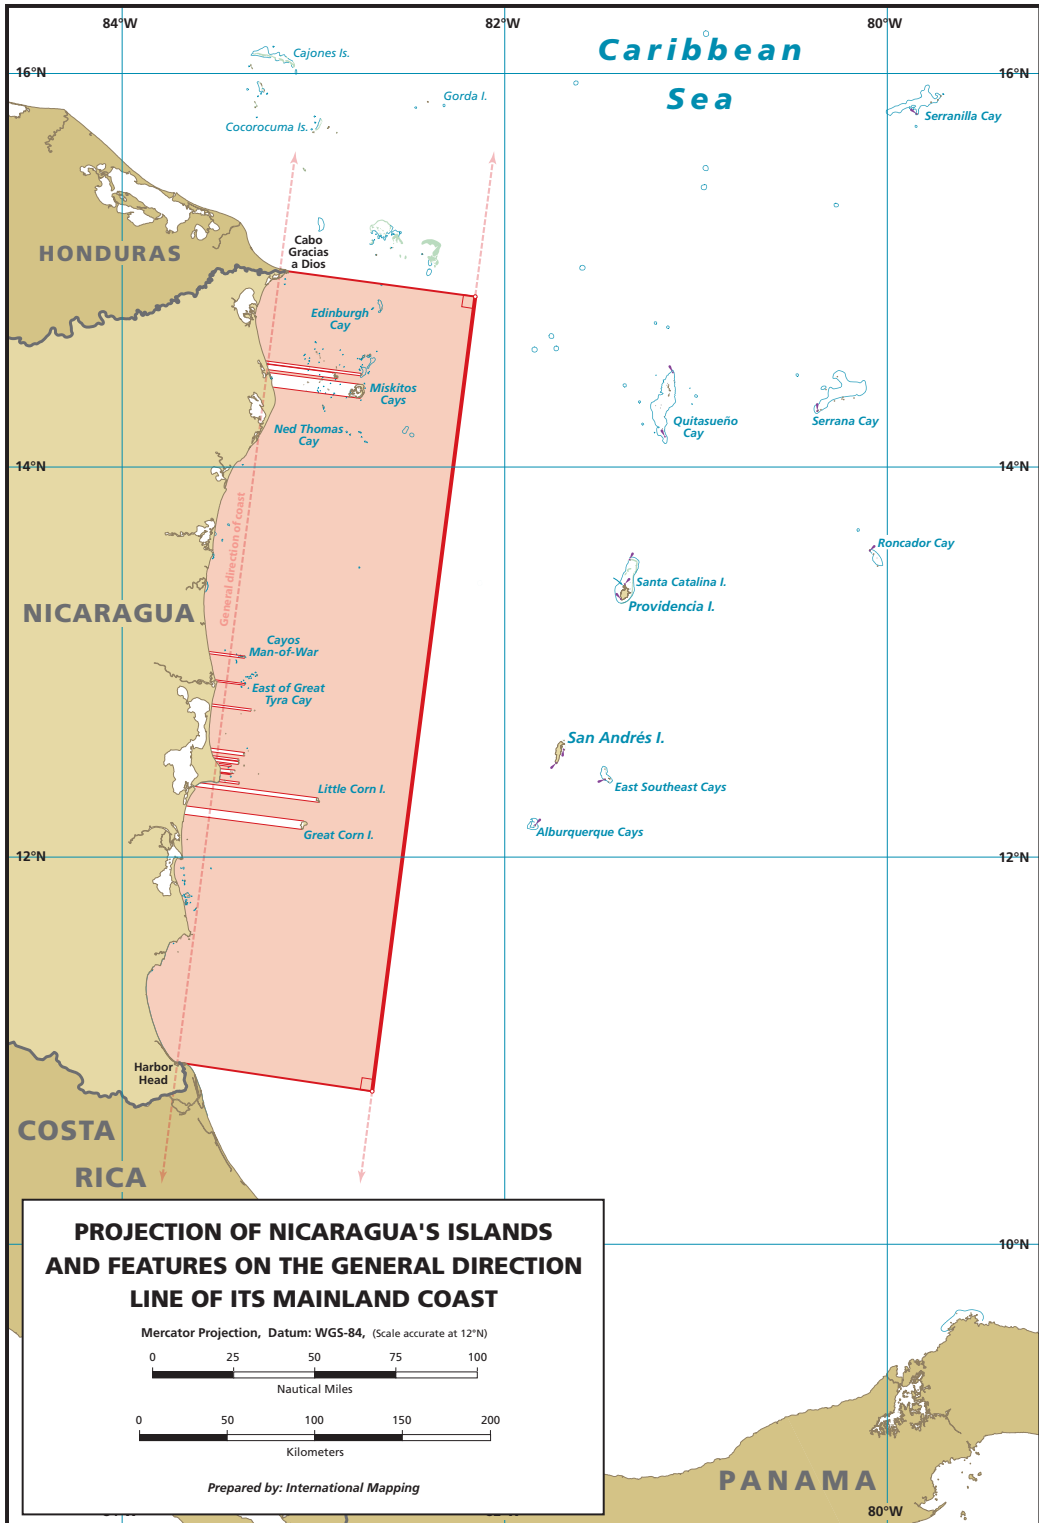 84°W
82°W
80°W
Caribbean
Sea
16°N
16°N
Cajones Is.
Gorda I.
Cocorocuma Is.
Serranilla Cay
HONDURAS
Cabo
Gracias
a Dios
Edinburgh
Cay
Miskitos
Cays
Ned Thomas
Cay
Quitasueño
Cay
Serrana Cay
14°N
14°N
General direction of coast
Roncador Cay
Santa Catalina I.
Providencia I.
NICARAGUA
Cayos
Man-of-War
East of Great
Tyra Cay
San Andrés I.
East Southeast Cays
Little Corn I.
Great Corn I.
Alburquerque Cays
12°N
12°N
Harbor
Head
COSTA
RICA
10°N
PROJECTION OF NICARAGUA'S ISLANDS
AND FEATURES ON THE GENERAL DIRECTION
LINE OF ITS MAINLAND COAST
Mercator Projection, Datum: WGS-84, (Scale accurate at 12°N)
0 25 50 75 100
Nautical Miles
0 50 100 150 200
Kilometers
Prepared by: International Mapping
PANAMA
80°W